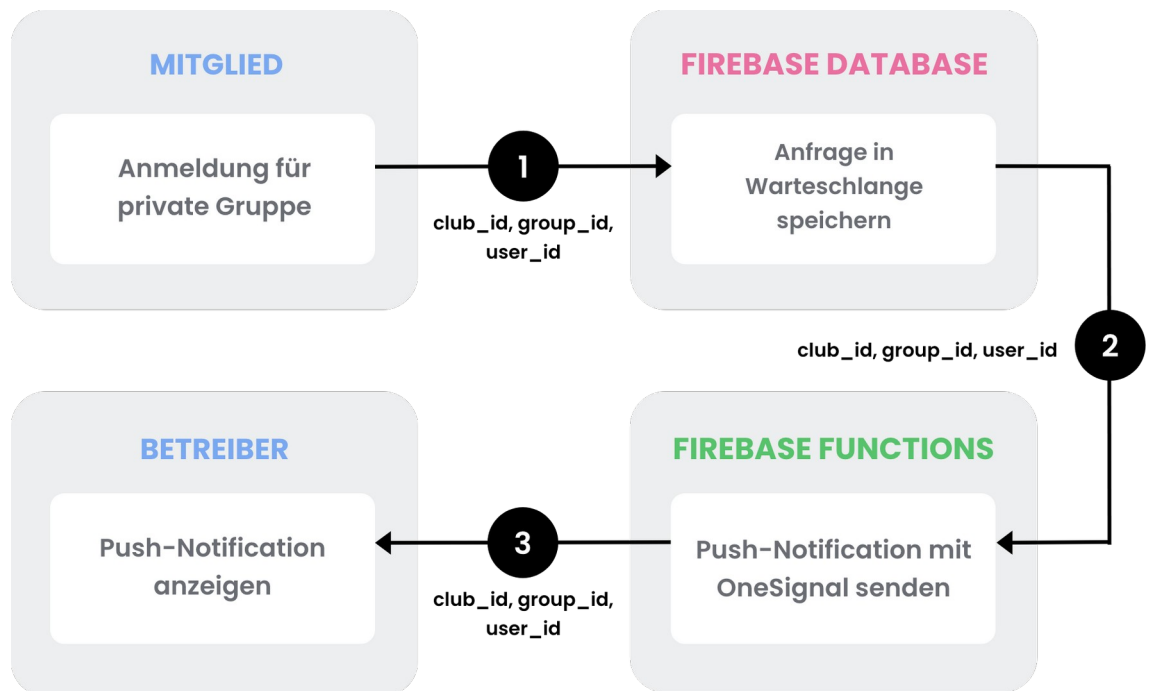 MITGLIED
Anmeldung für
private Gruppe
1
club_id, group_id,
user_id
FIREBASE DATABASE
Anfrage in
Warteschlange
speichern
club_id, group_id, user_id
2
FIREBASE FUNCTIONS
Push-Notification mit
OneSignal senden
3
club_id, group_id,
user_id
BETREIBER
Push-Notification
anzeigen